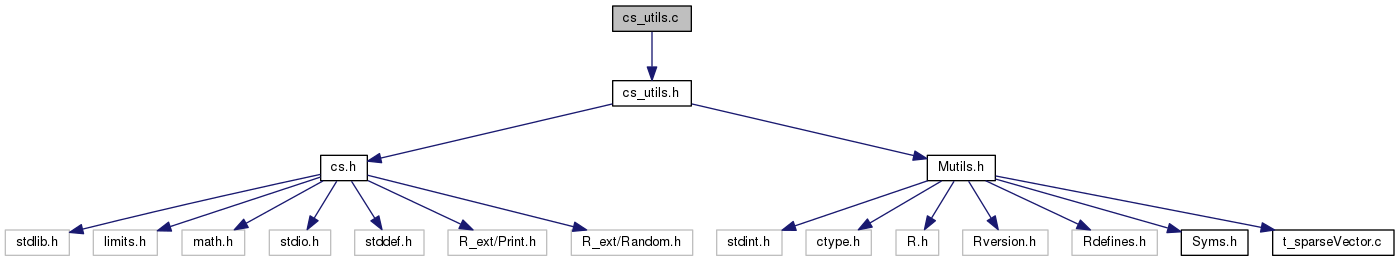 cs_utils.c
cs_utils.h
cs.h
Mutils.h
stdlib.h
limits.h
math.h
stdio.h
stddef.h
R_ext/Print.h
R_ext/Random.h
stdint.h
ctype.h
R.h
Rversion.h
Rdefines.h
Syms.h
t_sparseVector.c